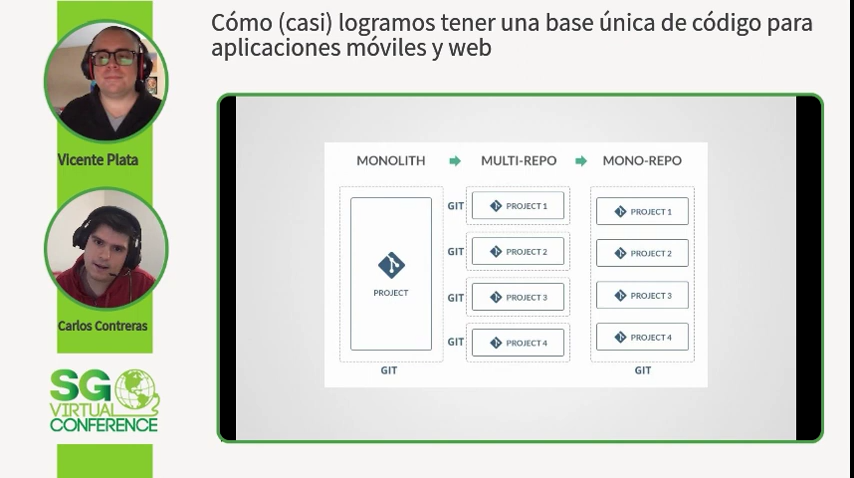 Cómo (casi) logramos tener una base única de código para
aplicaciones móviles y web
Vicente Plata
Carlos Contreras
SG
VIRTUAL
CONFERENCE
MONOLITH
MULTI-REPO
MONO-REPO
PROJECT
GIT
GIT
PROJECT 1
GIT
PROJECT 2
GIT
PROJECT 3
GIT
PROJECT 4
PROJECT 1
PROJECT 2
PROJECT 3
PROJECT 4
GIT